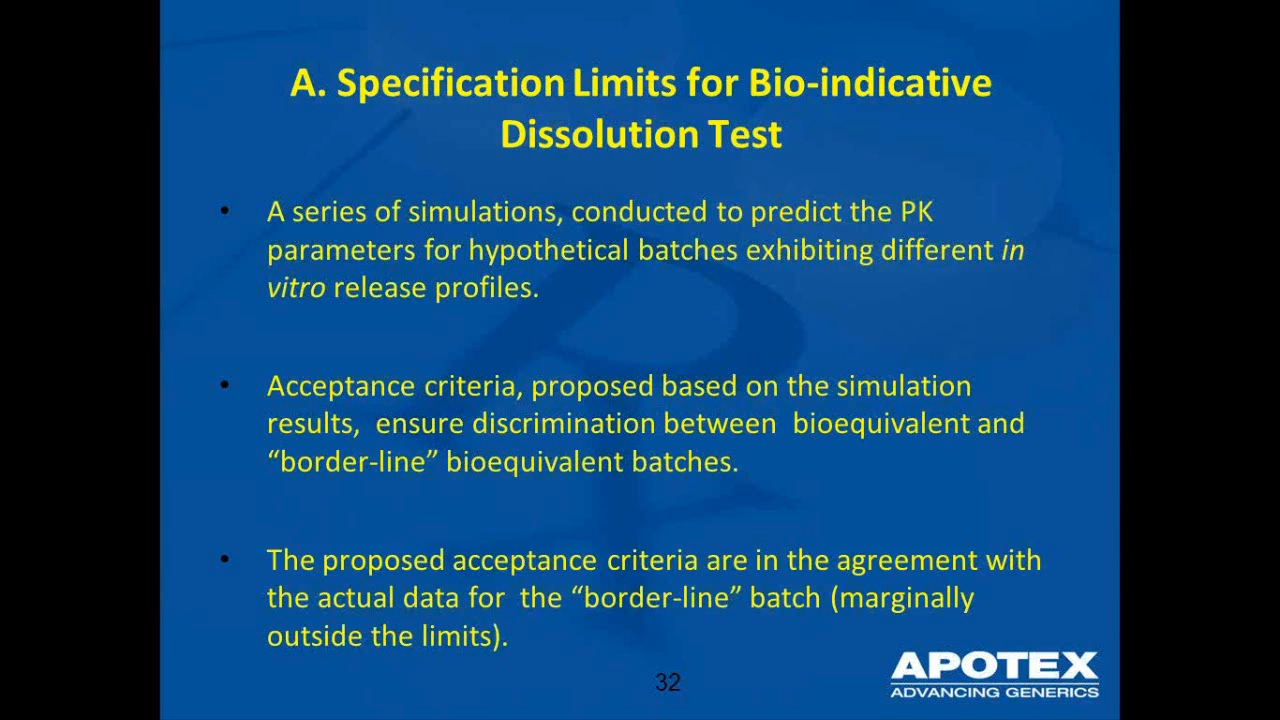 A. Specification Limits for Bio-indicative
Dissolution Test
• A series of simulations, conducted to predict the PK
parameters for hypothetical batches exhibiting different in
vitro release profiles.
• Acceptance criteria, proposed based on the simulation
results, ensure discrimination between bioequivalent and
“border-line” bioequivalent batches.
• The proposed acceptance criteria are in the agreement with
the actual data for the “border-line” batch (marginally
outside the limits).
32
APOTEX
ADVANCING GENERICS